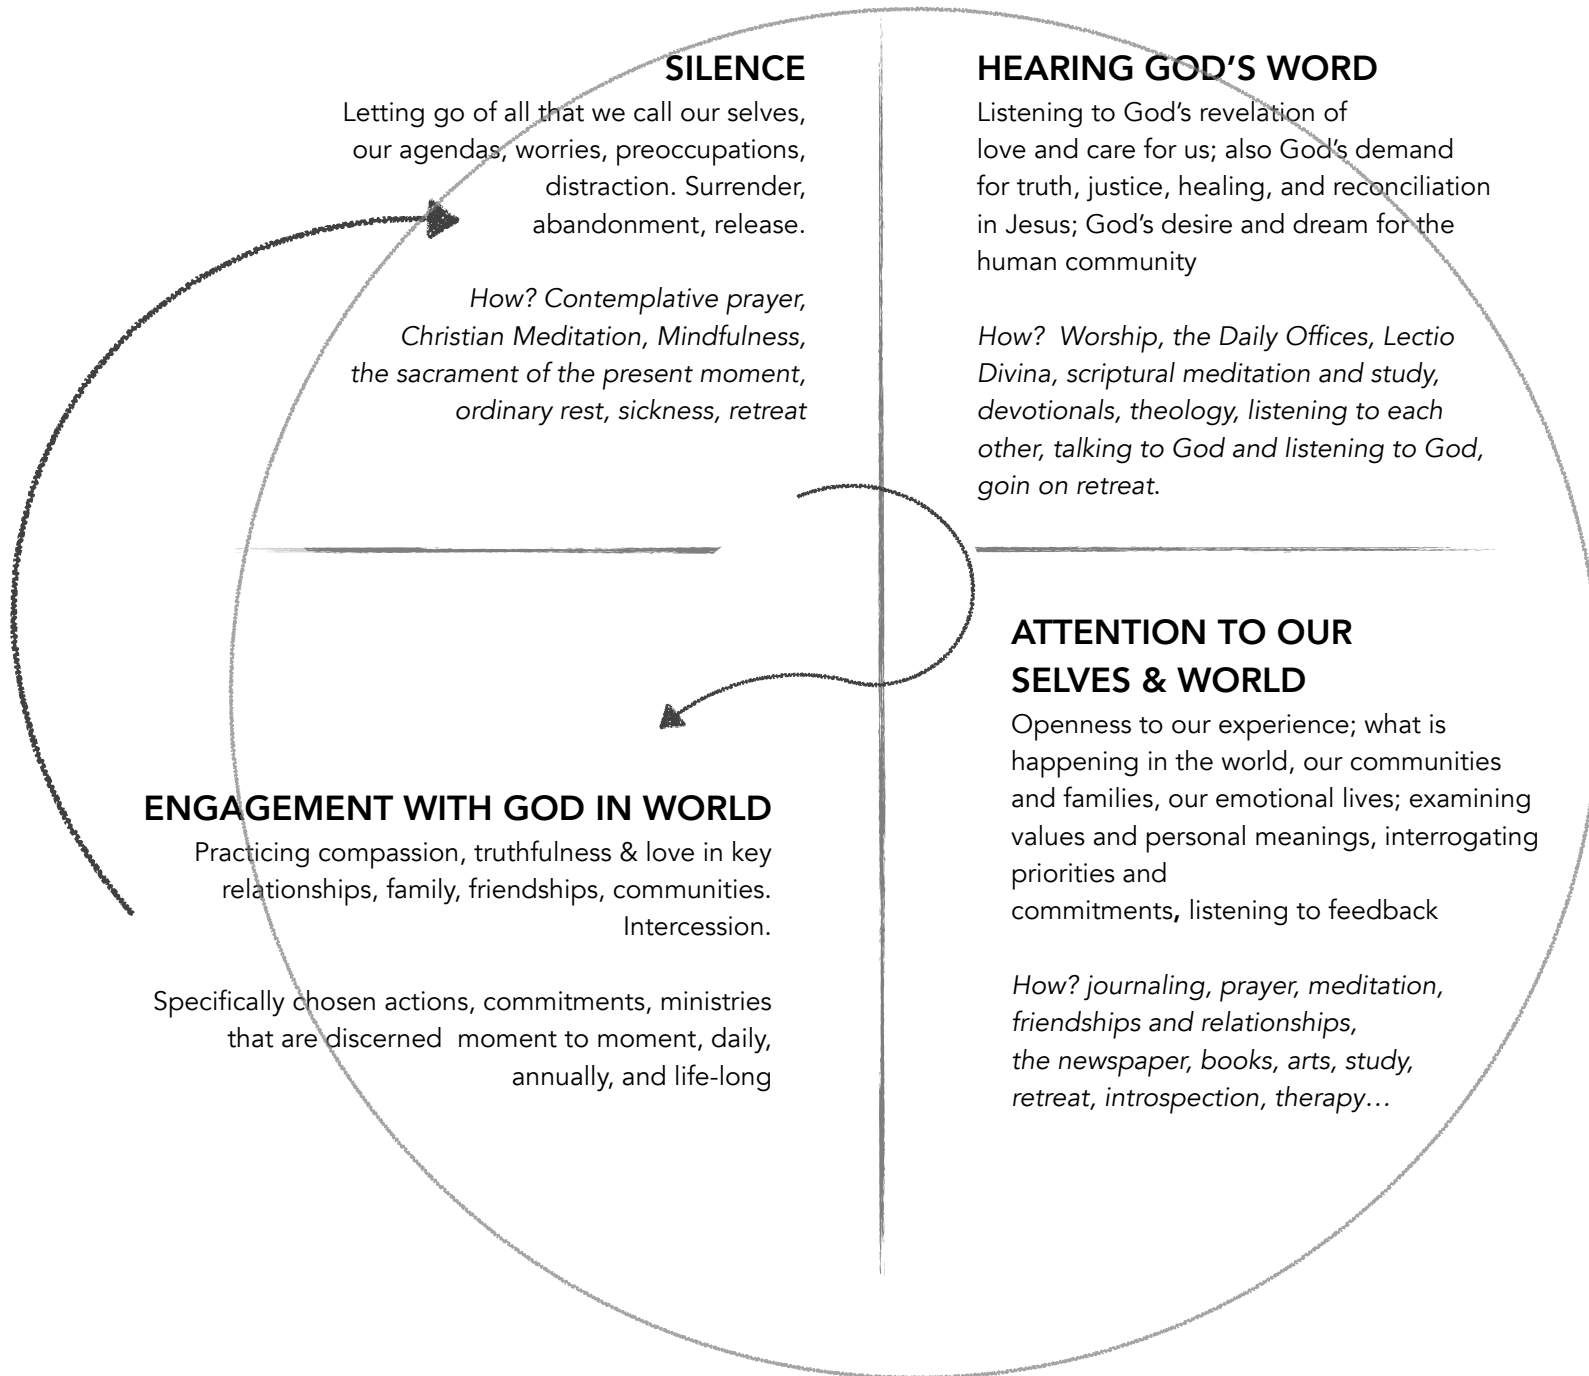 SILENCE
Letting go of all that we call our selves,
our agendas, worries, preoccupations,
distraction. Surrender,
abandonment, release.
How? Contemplative prayer,
Christian Meditation, Mindfulness,
the sacrament of the present moment,
ordinary rest, sickness, retreat
HEARING GOD’S WORD
Listening to God’s revelation of
love and care for us; also God’s demand
for truth, justice, healing, and reconciliation
in Jesus; God’s desire and dream for the
human community
How?  Worship, the Daily Offices, Lectio
Divina, scriptural meditation and study,
devotionals, theology, listening to each
other, talking to God and listening to God,
goin on retreat.
ATTENTION TO OUR
SELVES & WORLD
Openness to our experience; what is
happening in the world, our communities
and families, our emotional lives; examining
values and personal meanings, interrogating
priorities and
commitments, listening to feedback
How? journaling, prayer, meditation,
friendships and relationships,
the newspaper, books, arts, study,
retreat, introspection, therapy…
ENGAGEMENT WITH GOD IN WORLD
Practicing compassion, truthfulness & love in key
relationships, family, friendships, communities.
Intercession.
Specifically chosen actions, commitments, ministries
that are discerned  moment to moment, daily,
annually, and life-long